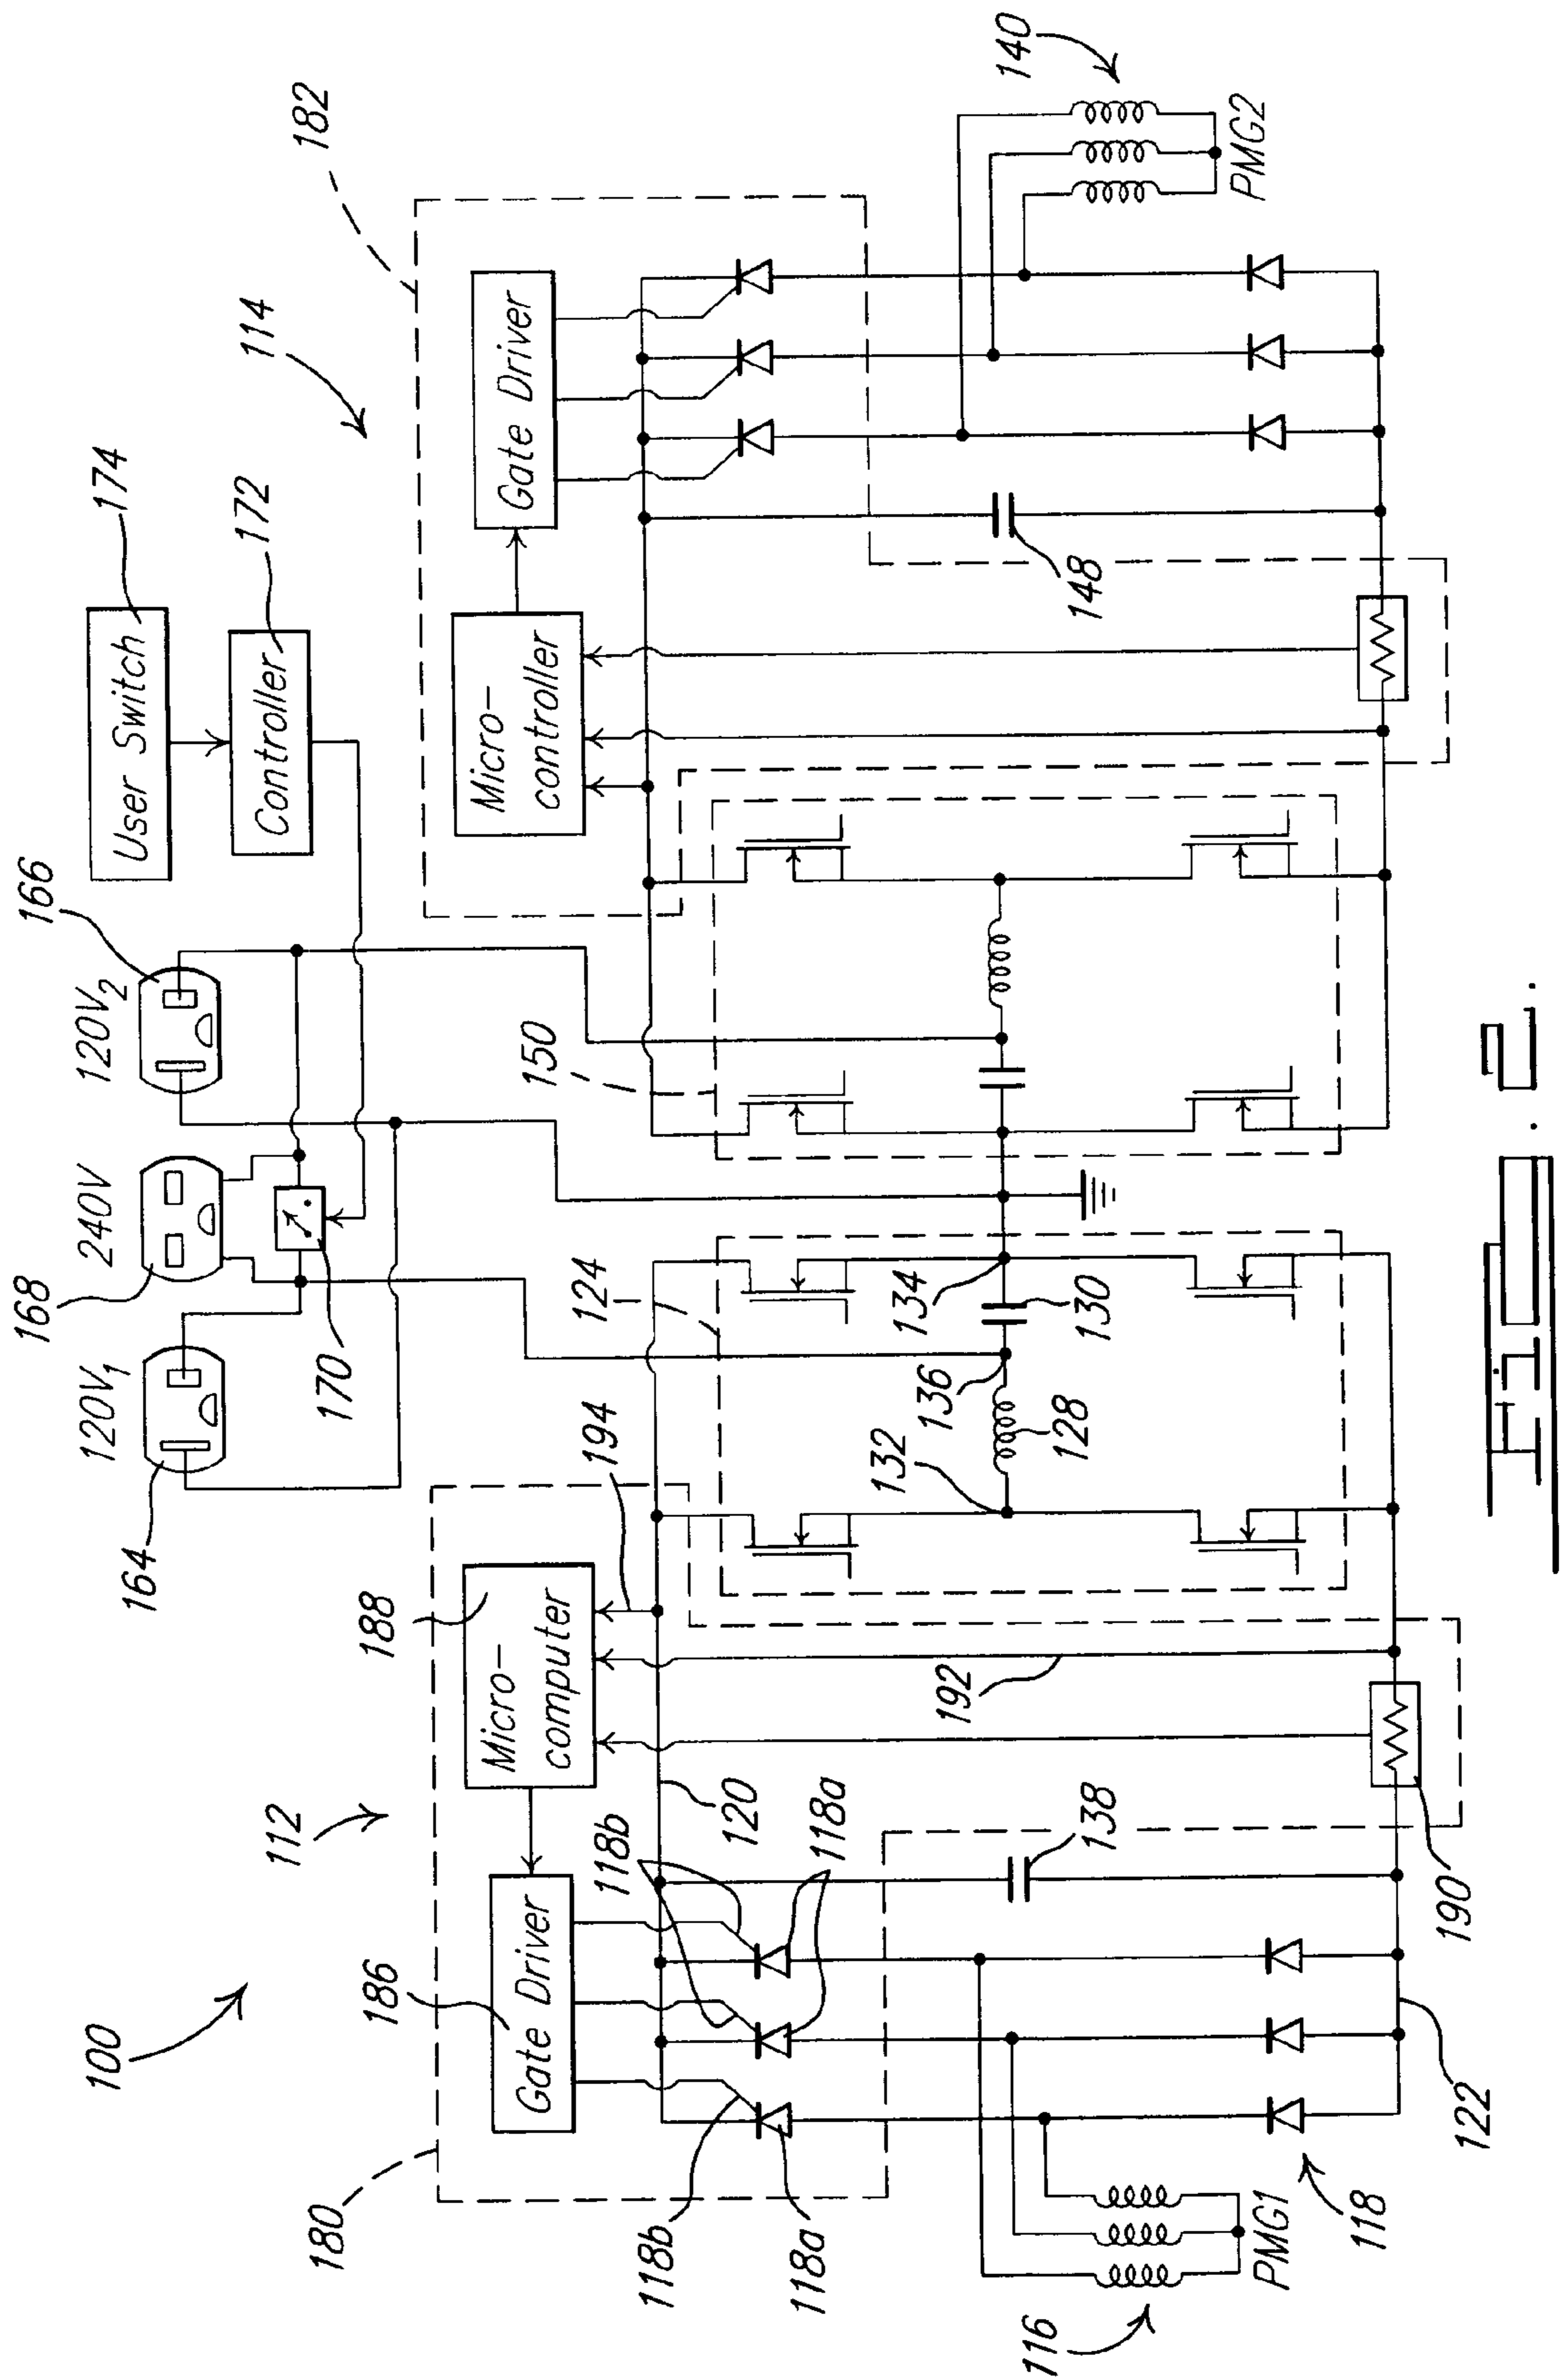 100
112
114
182
180
186
Gate Driver
188
Micro-
computer
194
118b
118b
118a
118a
120
138
192
190
122
118
116
PMG1
164
120V1
168
240V
170
166
120V2
174
User Switch
172
Controller
124
150
132
136
134
128
130
Micro-
controller
Gate Driver
148
140
PMG2
Fig. 2.